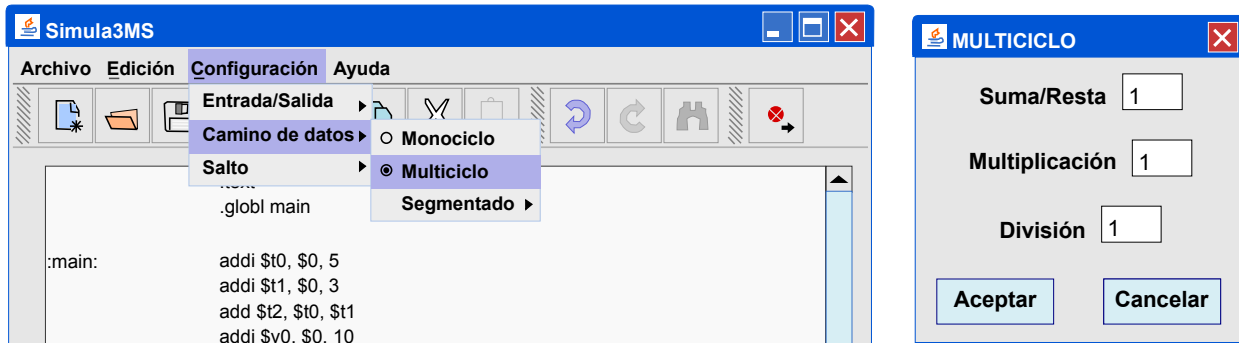 Simula3MS
Archivo Edición Configuración Ayuda
Entrada/Salida
Camino de datos
Salto
Monociclo
Multiciclo
Segmentado
.text
.globl main
:main: addi $t0, $0, 5
addi $t1, $0, 3
add $t2, $t0, $t1
addi $v0, $0, 10
MULTICICLO
Suma/Resta 1
Multiplicación 1
División 1
Aceptar Cancelar